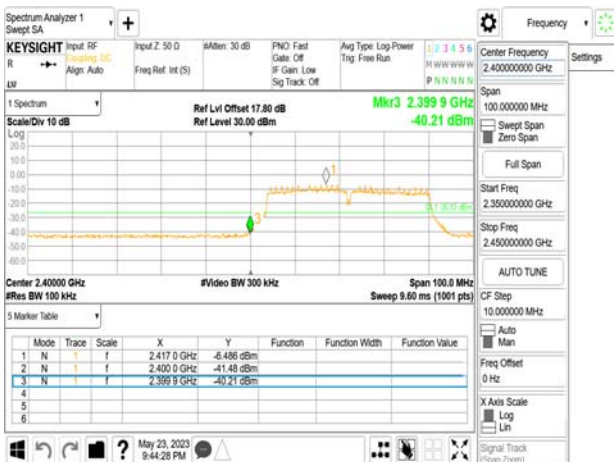 Spectrum Analyzer 1
Swept SA
Frequency
KEYSIGHT
Input: RF
Coupling: DC
Align: Auto
Input Z: 50 Ω
Freq Ref: Int (S)
#Atten: 30 dB
PNO: Fast
Gate: Off
IF Gain: Low
Sig Track: Off
Avg Type: Log-Power
Trig: Free Run
1 2 3 4 5 6
M W W W W W
P N N N N N
R
Center Frequency
2.400000000 GHz
Settings
Span
100.000000 MHz
Swept Span
Zero Span
Full Span
Start Freq
2.350000000 GHz
Stop Freq
2.450000000 GHz
AUTO TUNE
CF Step
10.000000 MHz
Auto
Man
Freq Offset
0 Hz
X Axis Scale
Log
Lin
Signal Track
(Span Zoom)
1 Spectrum
Scale/Div 10 dB
Ref Lvl Offset 17.80 dB
Ref Level 30.00 dBm
Mkr3 2.399 9 GHz
-40.21 dBm
Log
20.0
10.0
0.00
-10.0
-20.0
-30.0
-40.0
-50.0
-60.0
1
3
Center 2.40000 GHz
#Res BW 100 kHz
#Video BW 300 kHz
Span 100.0 MHz
Sweep 9.60 ms (1001 pts)
5 Marker Table
Mode Trace Scale X Y Function Function Width Function Value
1 N 1 f 2.417 0 GHz -6.486 dBm
2 N 1 f 2.400 0 GHz -41.48 dBm
3 N 1 f 2.399 9 GHz -40.21 dBm
4
5
6
May 23, 2023
9:44:28 PM